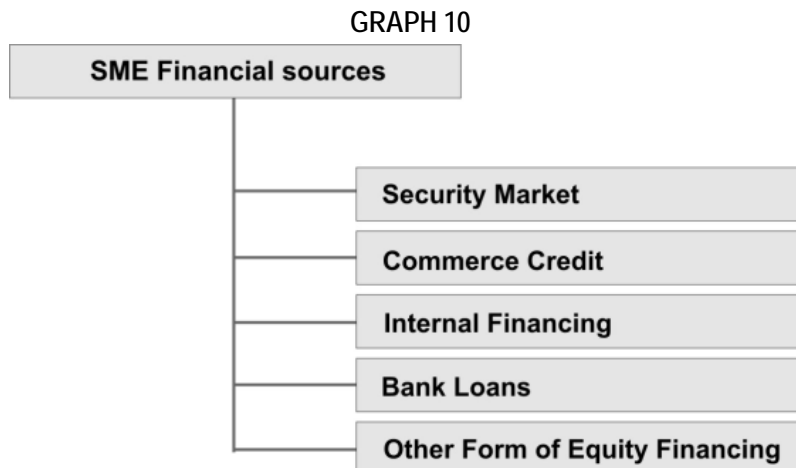 GRAPH 10
SME Financial sources
Security Market
Commerce Credit
Internal Financing
Bank Loans
Other Form of Equity Financing